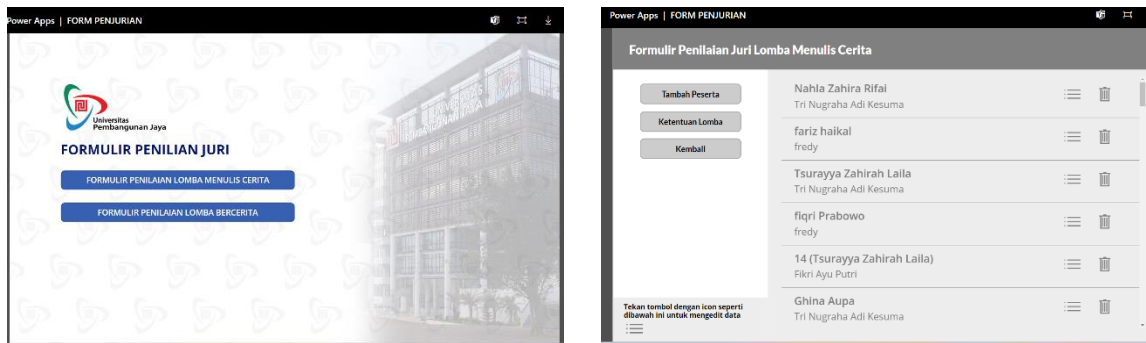 Power Apps | FORM PENJURIAN
Universitas
Pembangunan Jaya
FORMULIR PENILIAN JURI
FORMULIR PENILAIAN LOMBA MENULIS CERITA
FORMULIR PENILAIAN LOMBA BERCERITA
Power Apps | FORM PENJURIAN
Formulir Penilaian Juri Lomba Menulis Cerita
Tambah Peserta
Ketentuan Lomba
Kembali
Tekan tombol dengan icon seperti
dibawah ini untuk mengedit data
Nahla Zahira Rifai
Tri Nugraha Adi Kesuma
fariz haikal
fredy
Tsurayya Zahirah Laila
Tri Nugraha Adi Kesuma
fiqri Prabowo
fredy
14 (Tsurayya Zahirah Laila)
Fikri Ayu Putri
Ghina Aupa
Tri Nugraha Adi Kesuma